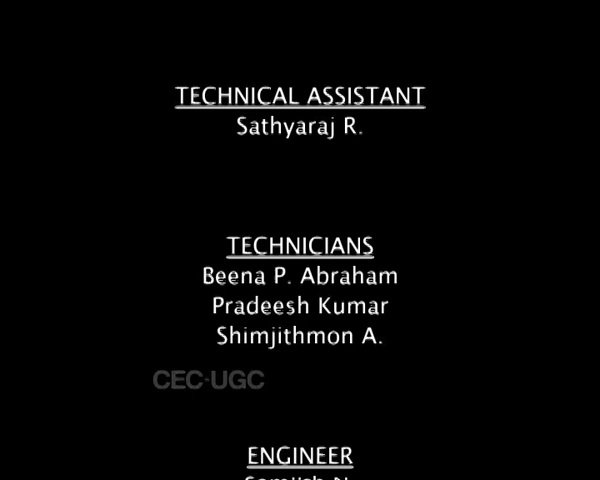 TECHNICAL ASSISTANT
Sathyaraj R.
TECHNICIANS
Beena P. Abraham
Pradeesh Kumar
Shimjithmon A.
CEC-UGC
ENGINEER